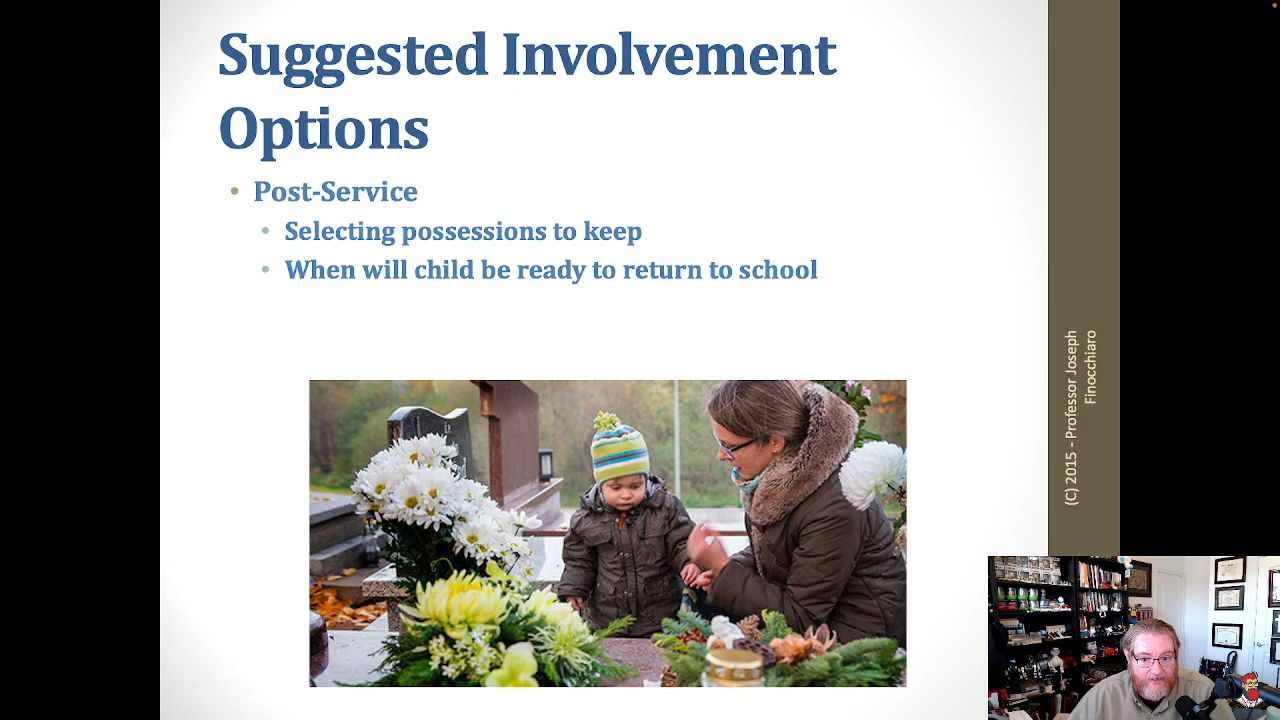 Suggested Involvement
Options
• Post-Service
• Selecting possessions to keep
• When will child be ready to return to school
(C) 2015 - Professor Joseph
Finocchiaro